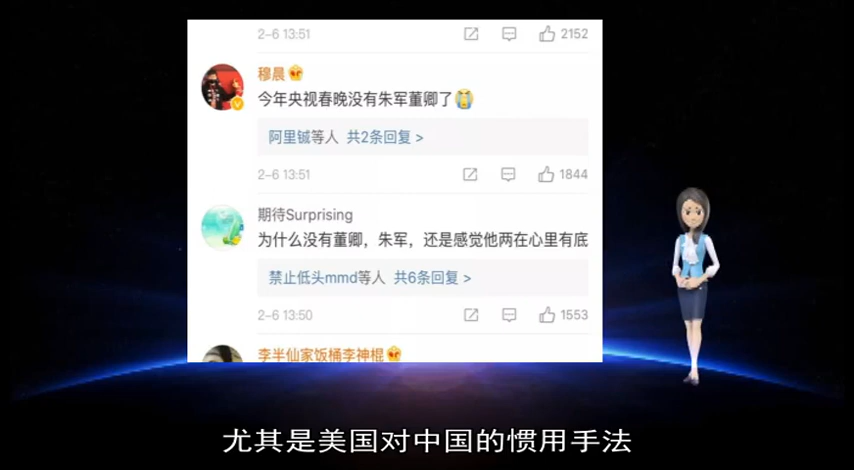 2-6 13:51
2152
穆晨
今年央视春晚没有朱军董卿了
阿里铖等人 共2条回复 >
2-6 13:51
1844
期待Surprising
为什么没有董卿，朱军，还是感觉他两在心里有底
禁止低头mmd等人 共6条回复 >
2-6 13:50
1553
李半仙家饭桶李神棍
尤其是美国对中国的惯用手法